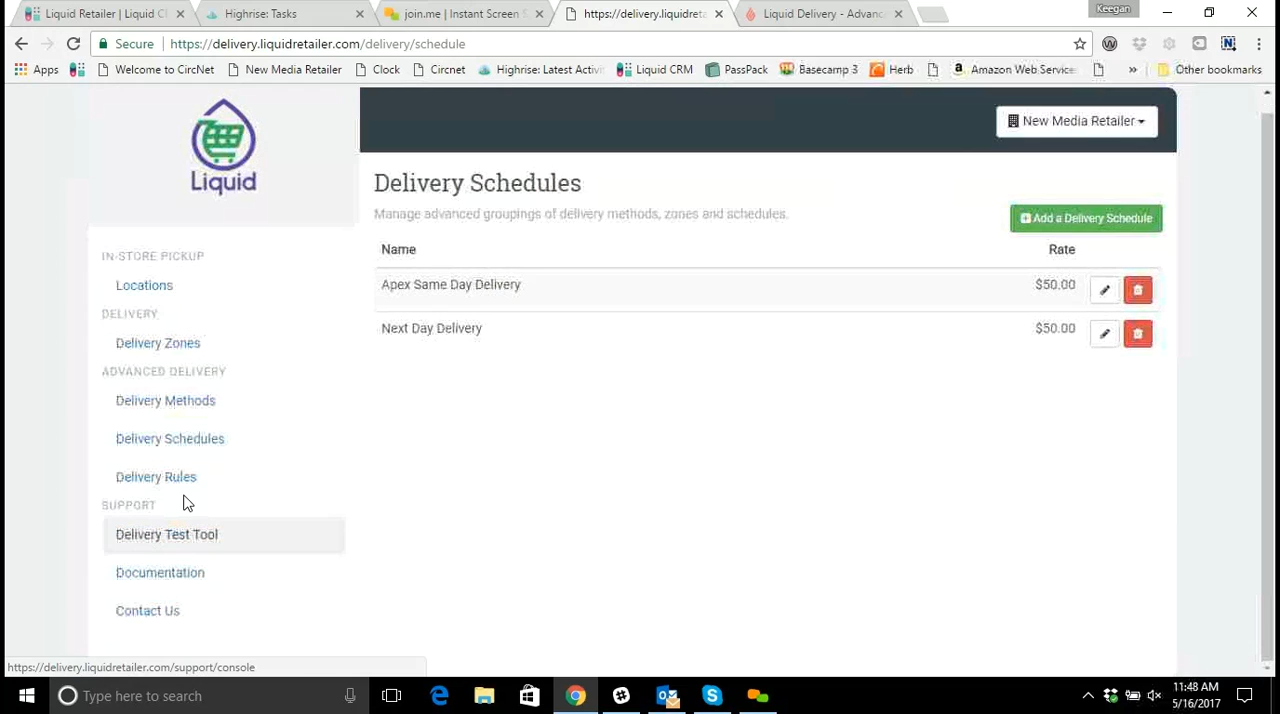 Liquid Retailer | Liquid C
Highrise: Tasks
join.me | Instant Screen S
https://delivery.liquidreta
Liquid Delivery - Advanc
Keegan
Secure
https://delivery.liquidretailer.com/delivery/schedule
Apps
Welcome to CircNet
New Media Retailer
Clock
Circnet
Highrise: Latest Activi
Liquid CRM
PassPack
Basecamp 3
Herb
Amazon Web Service
»
Other bookmarks
Liquid
New Media Retailer
Delivery Schedules
Manage advanced groupings of delivery methods, zones and schedules.
Add a Delivery Schedule
Name
Rate
Apex Same Day Delivery
$50.00
Next Day Delivery
$50.00
IN-STORE PICKUP
Locations
DELIVERY
Delivery Zones
ADVANCED DELIVERY
Delivery Methods
Delivery Schedules
Delivery Rules
SUPPORT
Delivery Test Tool
Documentation
Contact Us
https://delivery.liquidretailer.com/support/console
Type here to search
11:48 AM
5/16/2017